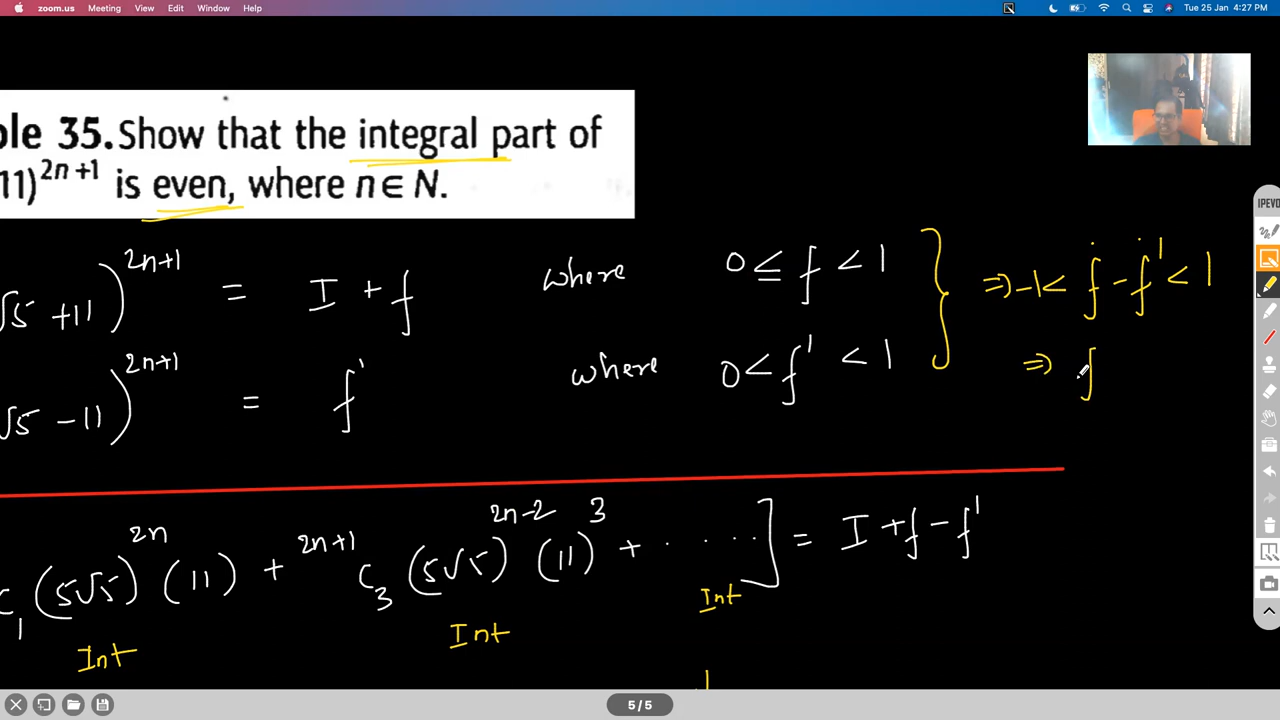 zoom.us Meeting View Edit Window Help Tue 25 Jan 4:27 PM
ple 35. Show that the integral part of
11)^{2n+1} is even, where n ∈ N.
√5 + 11)^{2n+1} = I + f where 0 ≤ f < 1 ⇒ -1 < f - f' < 1
√5 - 11)^{2n+1} = f' where 0 < f' < 1 ⇒ f
C_1 (5√5)^{2n} (11) + ^{2n+1}C_3 (5√5)^{2n-2} (11)^3 + ......] = I + f - f'
Int Int Int
IPEVO
5 / 5